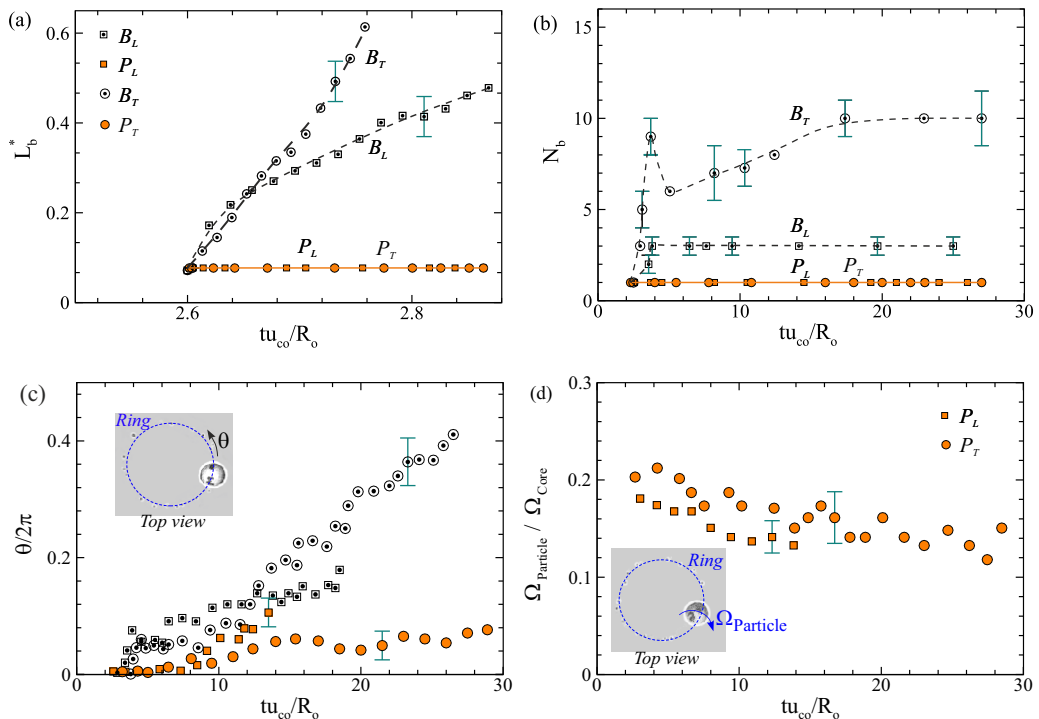 (a)
B_L
P_L
B_T
P_T
B_T
B_L
P_L
P_T
L_b^*
0.6
0.4
0.2
0
2.6
2.8
tu_co/R_o
(b)
B_T
B_L
P_L
P_T
N_b
15
10
5
0
0
10
20
30
tu_co/R_o
(c)
Ring
θ
Top view
θ/2π
0.4
0.2
0
0
10
20
30
tu_co/R_o
(d)
P_L
P_T
Ring
Ω_Particle
Top view
Ω_Particle / Ω_Core
0.3
0.2
0.1
0
0
10
20
30
tu_co/R_o